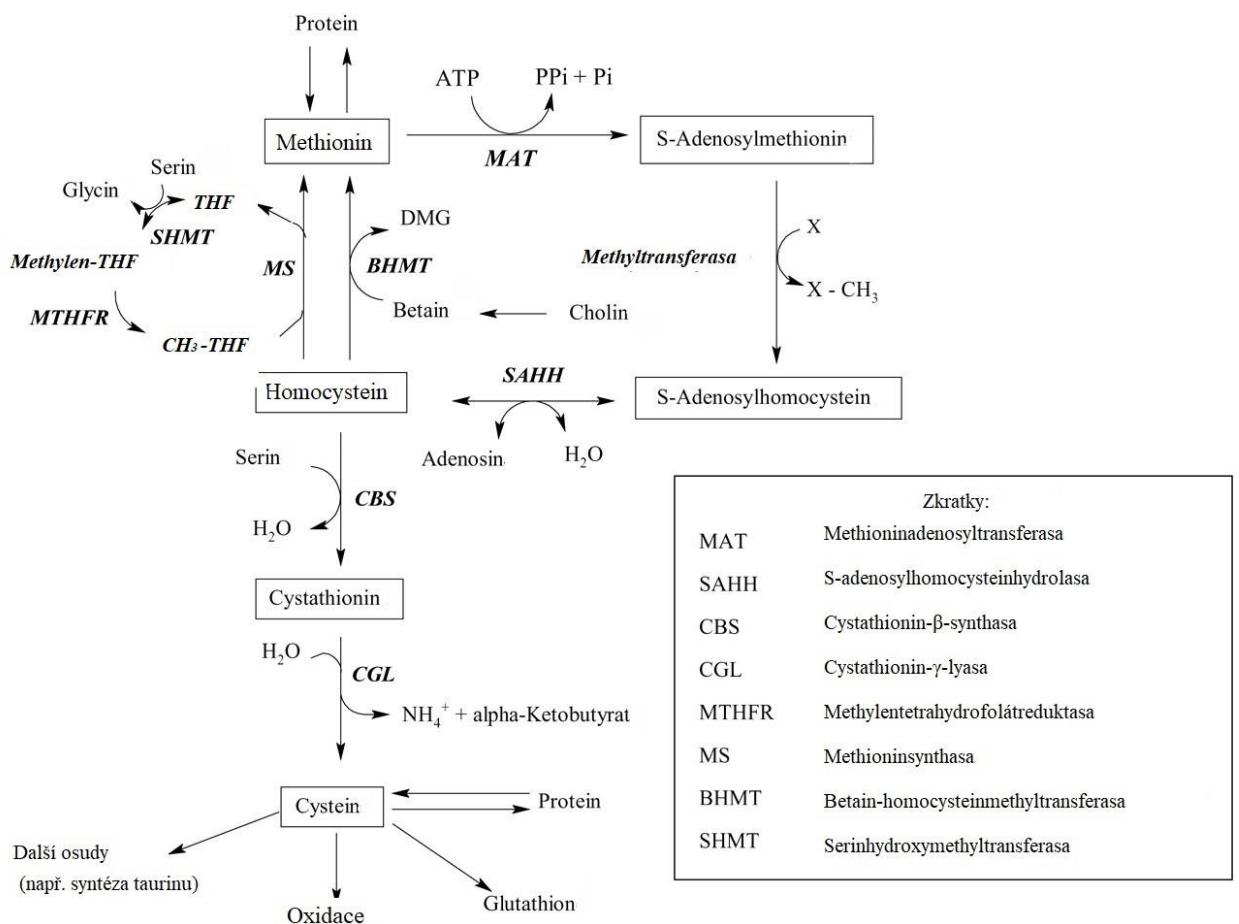 Protein
ATP
PPi + Pi
Methionin
MAT
S-Adenosylmethionin
Serin
Glycin
THF
SHMT
DMG
X
Methylen-THF
MS
BHMT
Methyltransferasa
X - CH₃
MTHFR
Betain
Cholin
CH₃-THF
SAHH
Homocystein
S-Adenosylhomocystein
Serin
Adenosin
H₂O
CBS
H₂O
Cystathionin
H₂O
CGL
NH₄⁺ + alpha-Ketobutyrat
Cystein
Protein
Další osudy
(např. syntéza taurinu)
Oxidace
Glutathion
Zkratky:
MAT Methioninadenosyltransferasa
SAHH S-adenosylhomocysteinhydrolasa
CBS Cystathionin-β-synthasa
CGL Cystathionin-γ-lyasa
MTHFR Methylentetrahydrofolátreduktasa
MS Methioninsynthasa
BHMT Betain-homocysteinmethyltransferasa
SHMT Serinhydroxymethyltransferasa